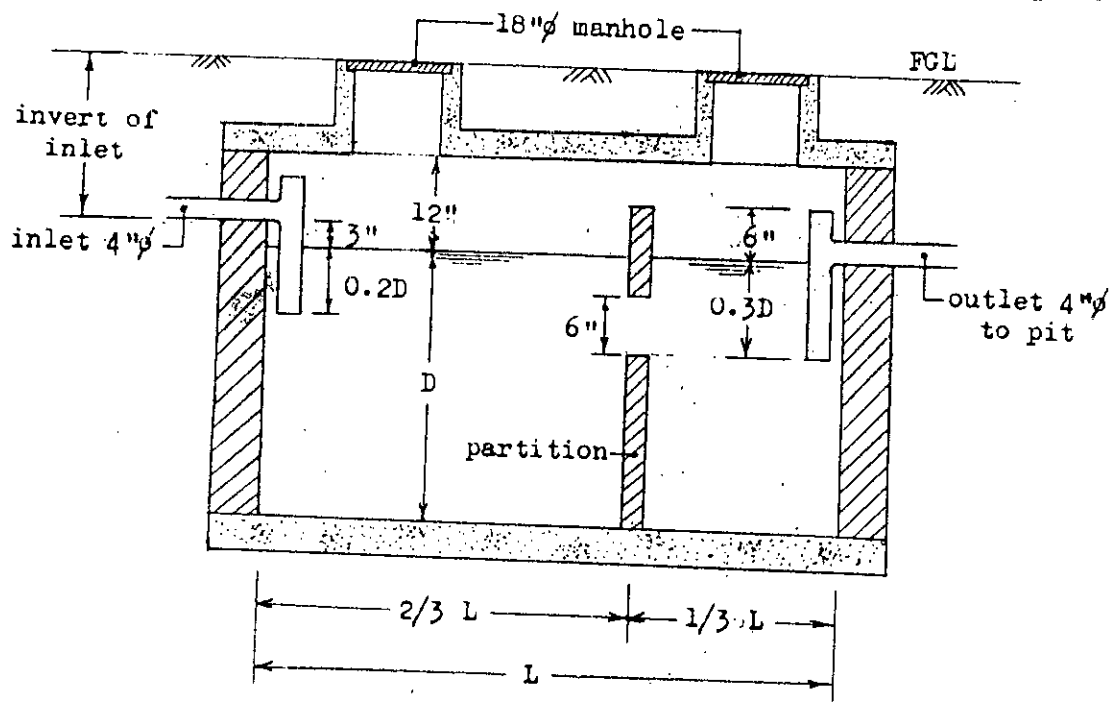 18"ø manhole
FGL
invert of
inlet
12"
inlet 4"ø
3"
6"
0.2D
0.3D
outlet 4"ø
to pit
6"
D
partition
2/3 L
1/3 L
L